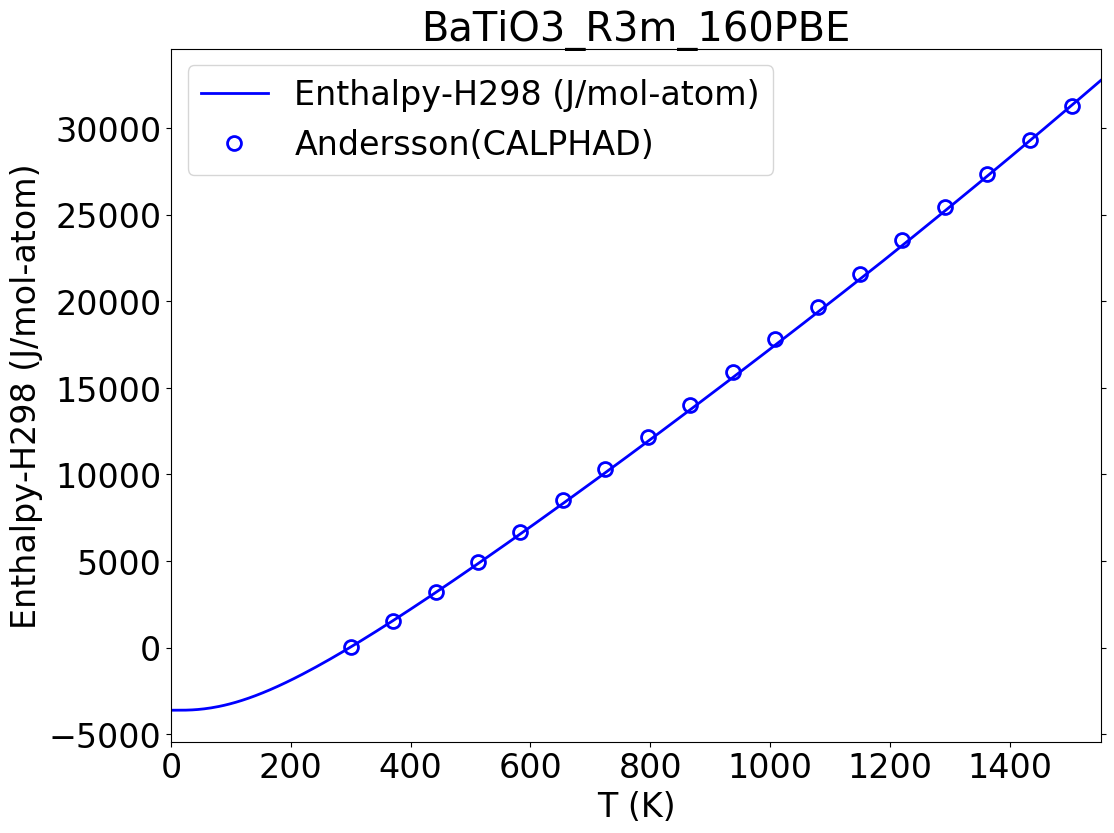 BaTiO3_R3m_160PBE
Enthalpy-H298 (J/mol-atom)
Andersson(CALPHAD)
Enthalpy-H298 (J/mol-atom)
30000
25000
20000
15000
10000
5000
0
−5000
0 200 400 600 800 1000 1200 1400
T (K)